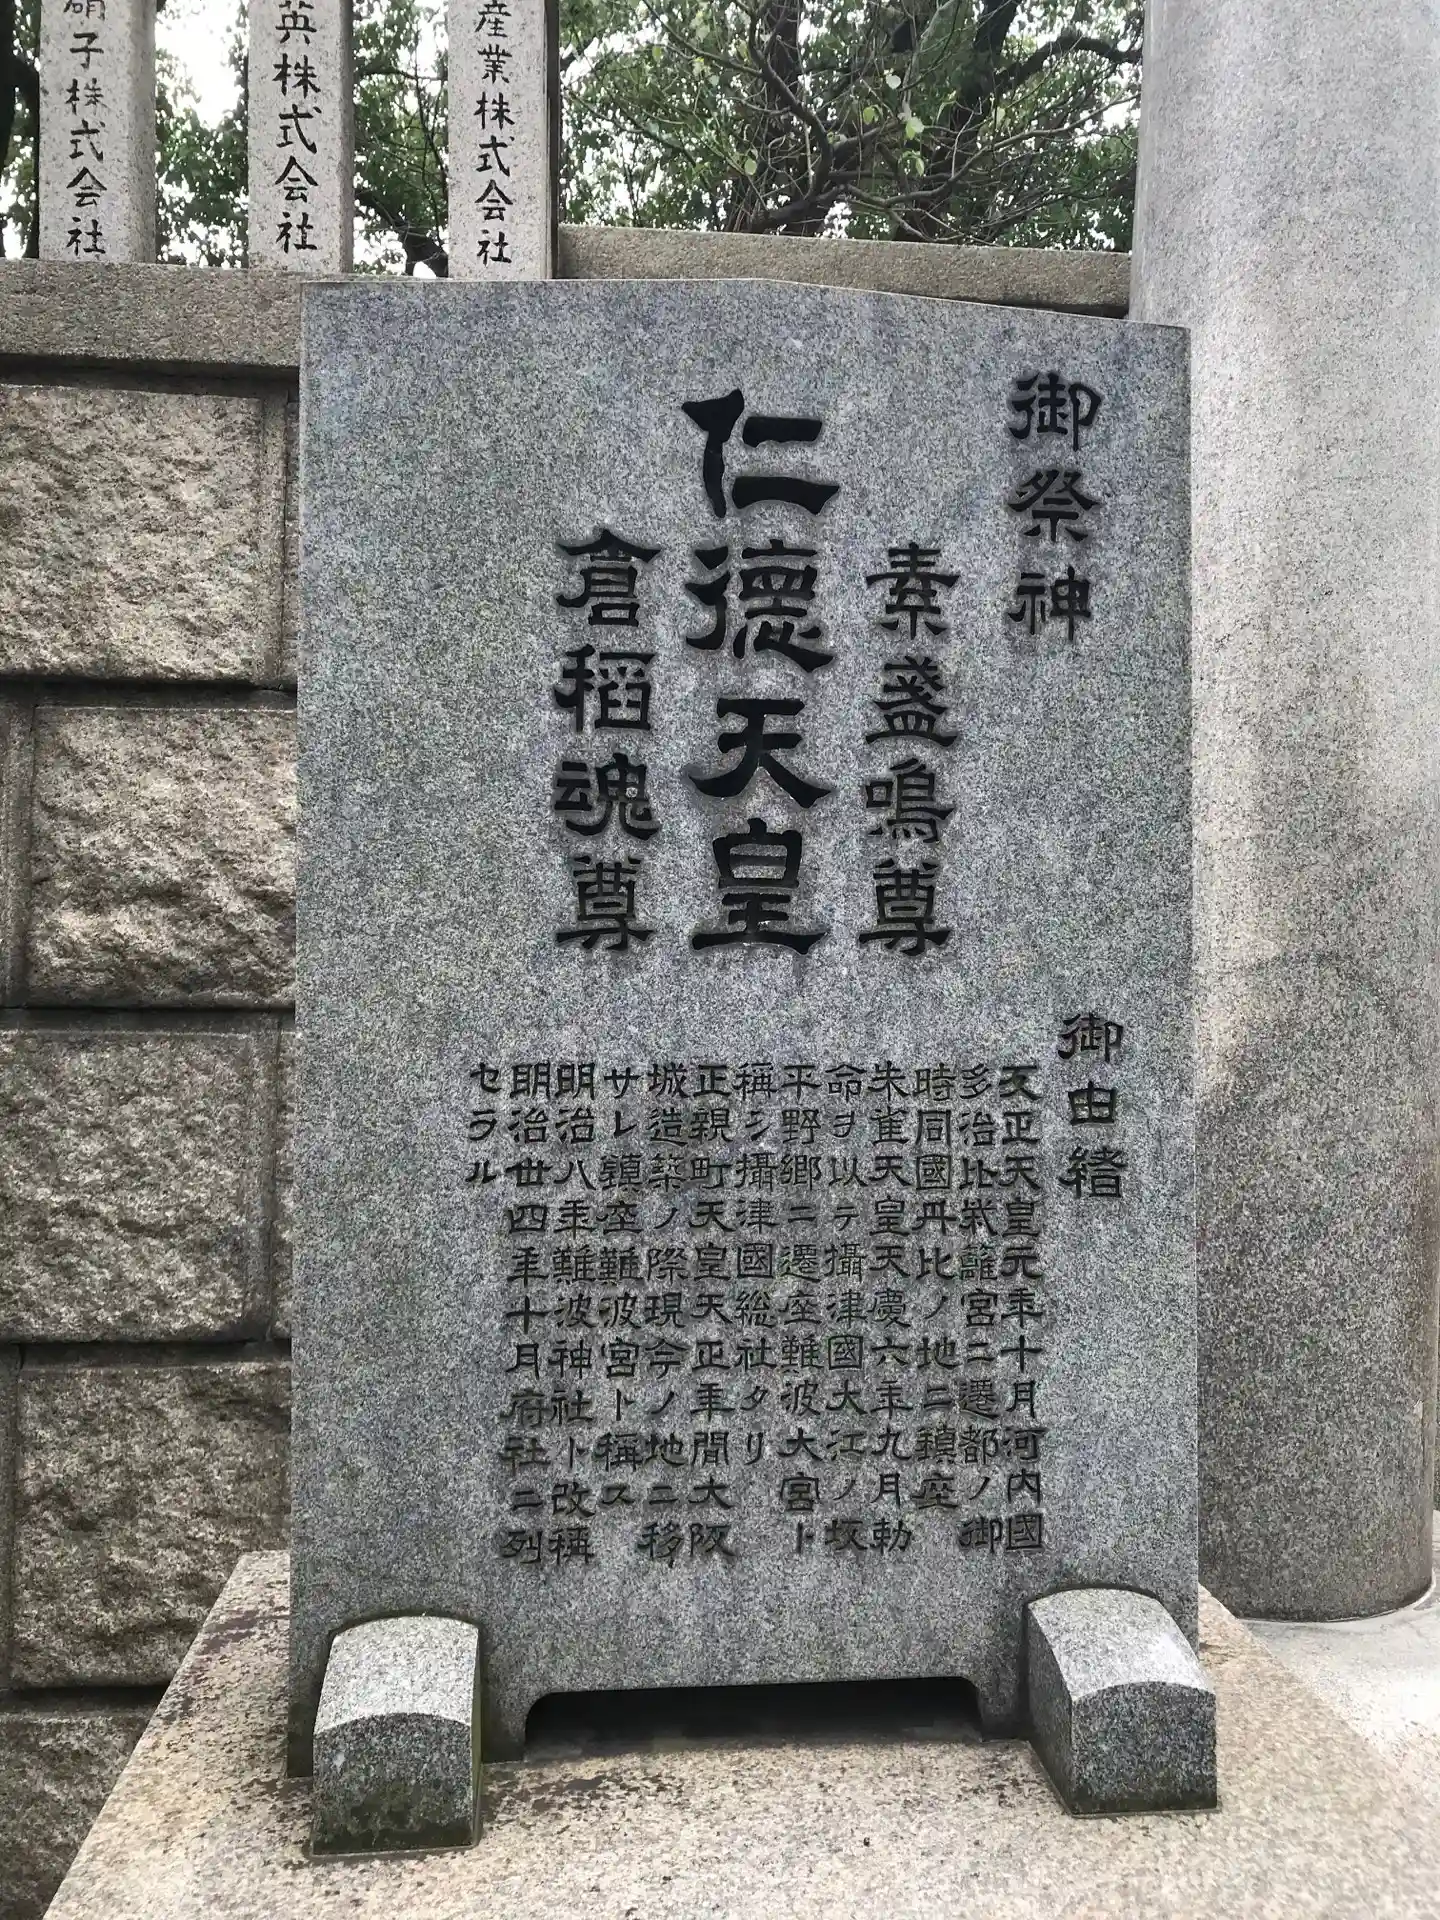 硝子株式会社
英株式会社
産業株式会社
御祭神
素盞鳴尊
仁德天皇
倉稻魂尊
御由緒
反正天皇元年十月河内國
多治比柴籬宮ニ遷都ノ御
時同國丹比ノ地ニ鎮座
朱雀天皇天慶六年九月勅
命ヲ以テ攝津國大江ノ坂
平野郷ニ遷座難波大宮ト
稱シ攝津國総社タリ
正親町天皇天正年間大阪
城造築ノ際現今ノ地ニ移
サレ鎮座難波宮ト稱ス
明治八年難波神社ト改稱
明治廿四年十月府社ニ列
セラル